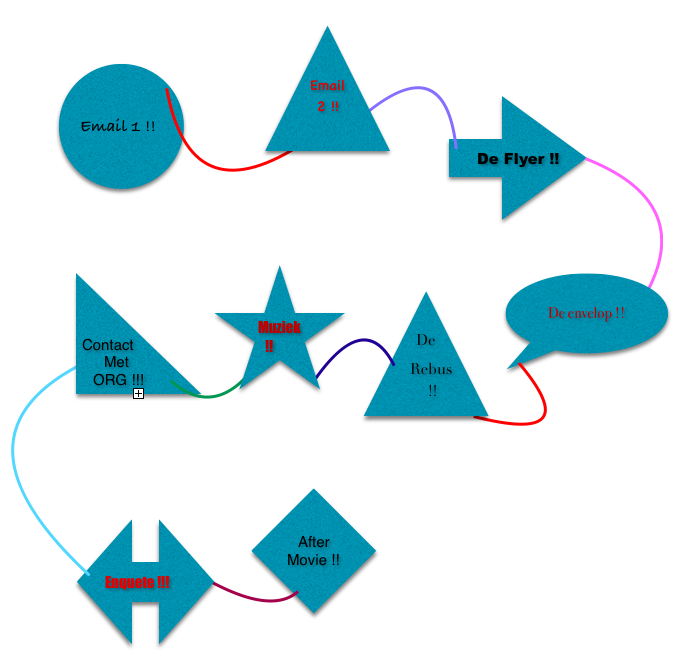 Email 1 !!
Email
2 !!
De Flyer !!
De envelop !!
De
Rebus
!!
Muziek
!!
Contact
Met
ORG !!!
Enquete !!!
After
Movie !!